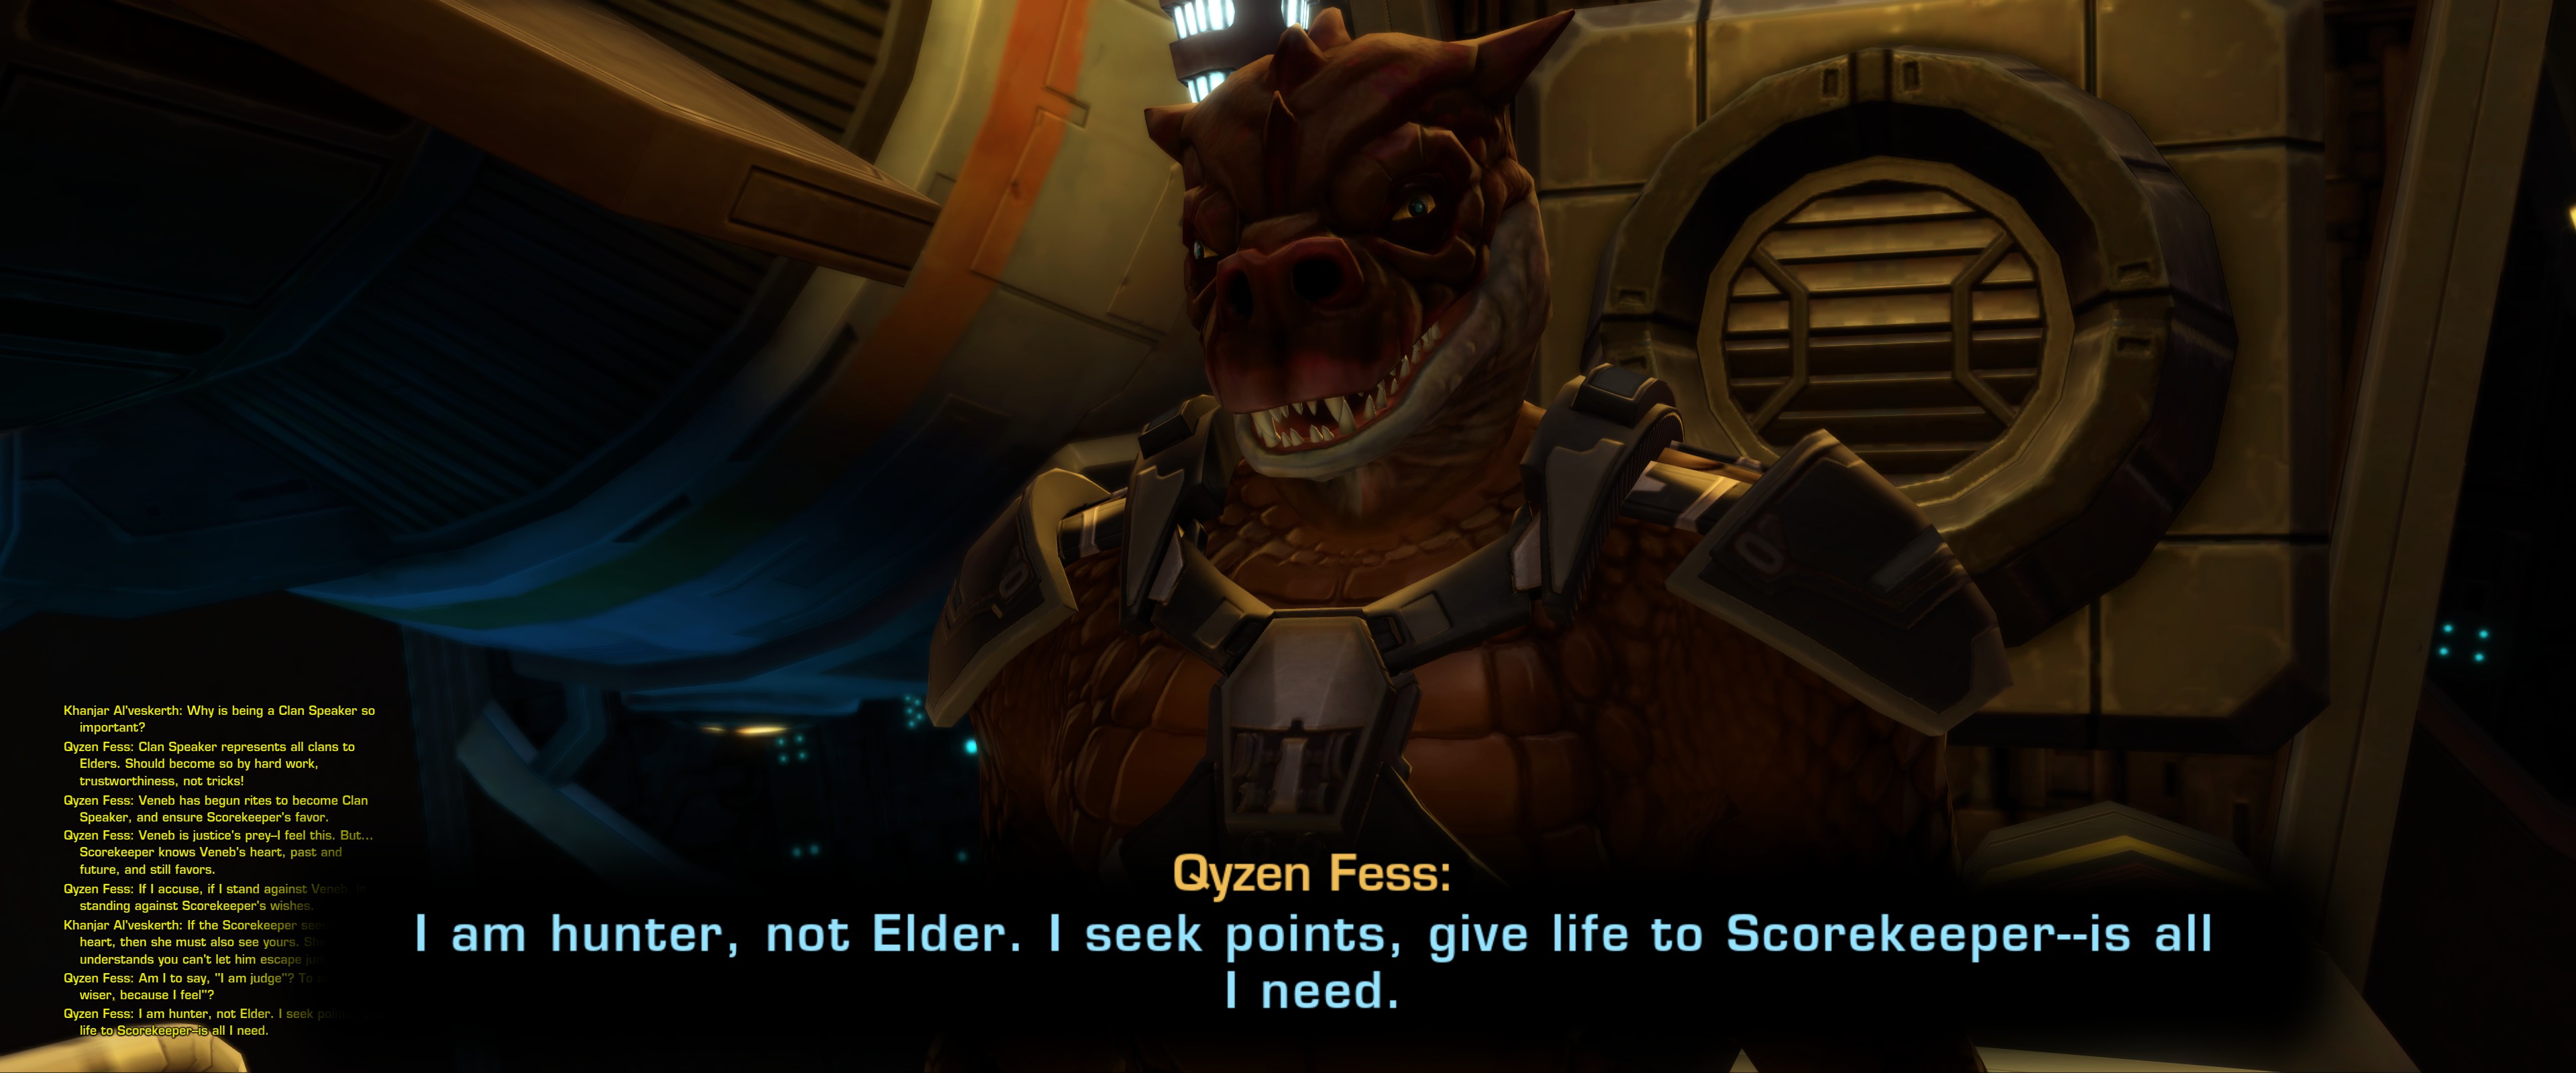 Khanjar Al'veskerth: Why is being a Clan Speaker so
important?
Qyzen Fess: Clan Speaker represents all clans to
Elders. Should become so by hard work,
trustworthiness, not tricks!
Qyzen Fess: Veneb has begun rites to become Clan
Speaker, and ensure Scorekeeper's favor.
Qyzen Fess: Veneb is justice's prey--I feel this. But...
Scorekeeper knows Veneb's heart, past and
future, and still favors.
Qyzen Fess: If I accuse, if I stand against Veneb, is
standing against Scorekeeper's wishes.
Khanjar Al'veskerth: If the Scorekeeper
heart, then she must also see yours. She
understands you can't let him escape
Qyzen Fess: Am I to say, "I am judge"? To
wiser, because I feel"?
Qyzen Fess: I am hunter, not Elder. I seek
life to Scorekeeper--is all I need.
Qyzen Fess:
I am hunter, not Elder. I seek points, give life to Scorekeeper--is all
I need.